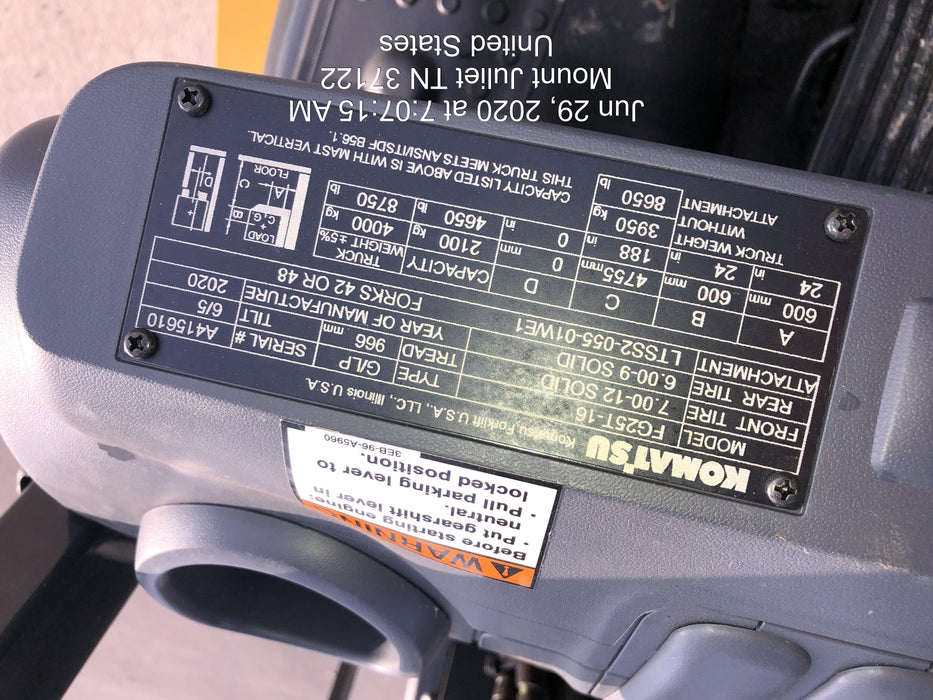 KOMATSU Komatsu Forklift U.S.A., LLC, Illinois U.S.A.
MODEL FG25T-16 TYPE G/LP SERIAL # A4415610
FRONT TIRE 7.00-12 SOLID TREAD 966 mm TILT 6/5
REAR TIRE 6.00-9 SOLID YEAR OF MANUFACTURE 2020
ATTACHMENT LTSS2-055-01WE1 FORKS 42 OR 48
A B C D CAPACITY TRUCK WEIGHT ±5%
600 mm 600 mm 4755 mm 0 mm 2100 kg 4000 kg
24 in 24 in 188 in 0 in 4650 lb 8750 lb
TRUCK WEIGHT WITHOUT ATTACHMENT 3950 kg
8650 lb
CAPACITY LISTED ABOVE IS WITH MAST VERTICAL
THIS TRUCK MEETS ANSI/ITSDF B56.1.
LOAD
C.G.
A
B
C
FLOOR
D
WARNING
Before starting engine:
• Put gearshift lever in
neutral.
• Pull parking lever to
locked position.
3EB-96-A5960
Jun 29, 2020 at 7:07:15 AM
Mount Juliet TN 37122
United States